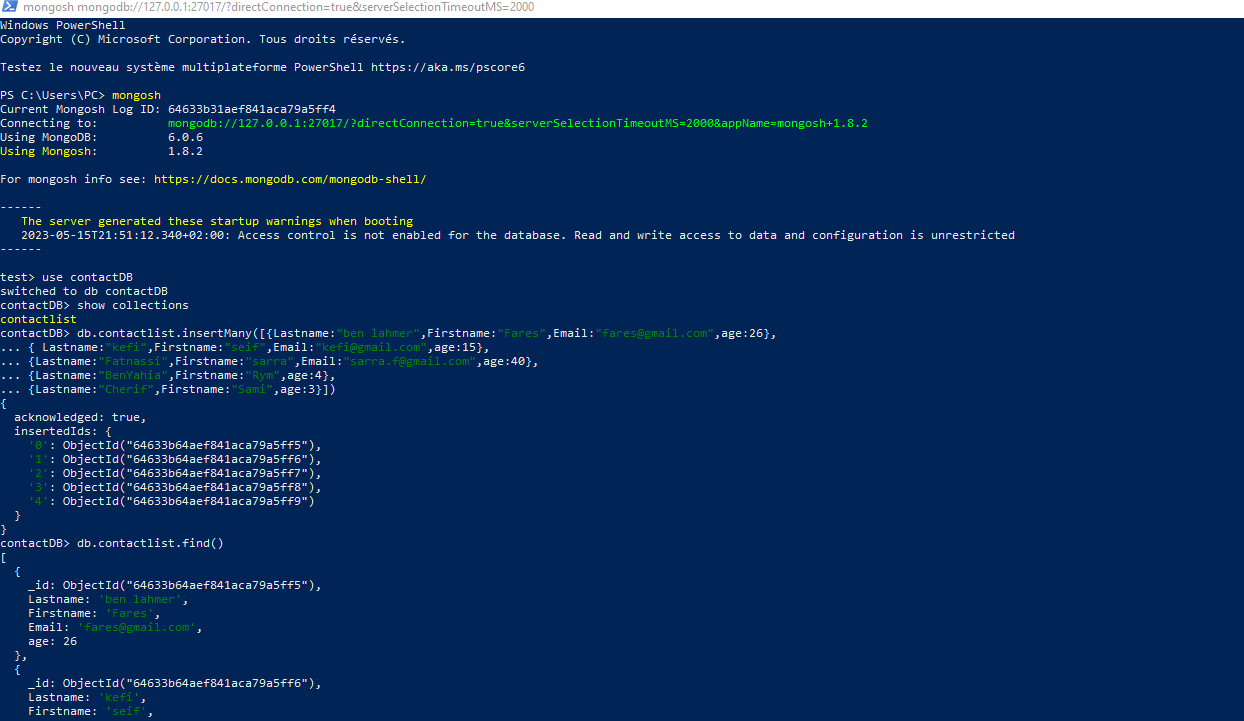 mongosh mongodb://127.0.0.1:27017/?directConnection=true&serverSelectionTimeoutMS=2000
Windows PowerShell
Copyright (C) Microsoft Corporation. Tous droits réservés.
Testez le nouveau système multiplateforme PowerShell https://aka.ms/pscore6
PS C:\Users\PC> mongosh
Current Mongosh Log ID: 64633b31aef841aca79a5ff4
Connecting to:          mongodb://127.0.0.1:27017/?directConnection=true&serverSelectionTimeoutMS=2000&appName=mongosh+1.8.2
Using MongoDB:          6.0.6
Using Mongosh:          1.8.2
For mongosh info see: https://docs.mongodb.com/mongodb-shell/
------
   The server generated these startup warnings when booting
   2023-05-15T21:51:12.340+02:00: Access control is not enabled for the database. Read and write access to data and configuration is unrestricted
------
test> use contactDB
switched to db contactDB
contactDB> show collections
contactlist
contactDB> db.contactlist.insertMany([{Lastname:"ben lahmer",Firstname:"Fares",Email:"fares@gmail.com",age:26},
... { Lastname:"kefi",Firstname:"seif",Email:"kefi@gmail.com",age:15},
... {Lastname:"Fatnassi",Firstname:"sarra",Email:"sarra.f@gmail.com",age:40},
... {Lastname:"BenYahia",Firstname:"Rym",age:4},
... {Lastname:"Cherif",Firstname:"Sami",age:3}])
{
  acknowledged: true,
  insertedIds: {
    '0': ObjectId("64633b64aef841aca79a5ff5"),
    '1': ObjectId("64633b64aef841aca79a5ff6"),
    '2': ObjectId("64633b64aef841aca79a5ff7"),
    '3': ObjectId("64633b64aef841aca79a5ff8"),
    '4': ObjectId("64633b64aef841aca79a5ff9")
  }
}
contactDB> db.contactlist.find()
[
  {
    _id: ObjectId("64633b64aef841aca79a5ff5"),
    Lastname: 'ben lahmer',
    Firstname: 'Fares',
    Email: 'fares@gmail.com',
    age: 26
  },
  {
    _id: ObjectId("64633b64aef841aca79a5ff6"),
    Lastname: 'kefi',
    Firstname: 'seif',